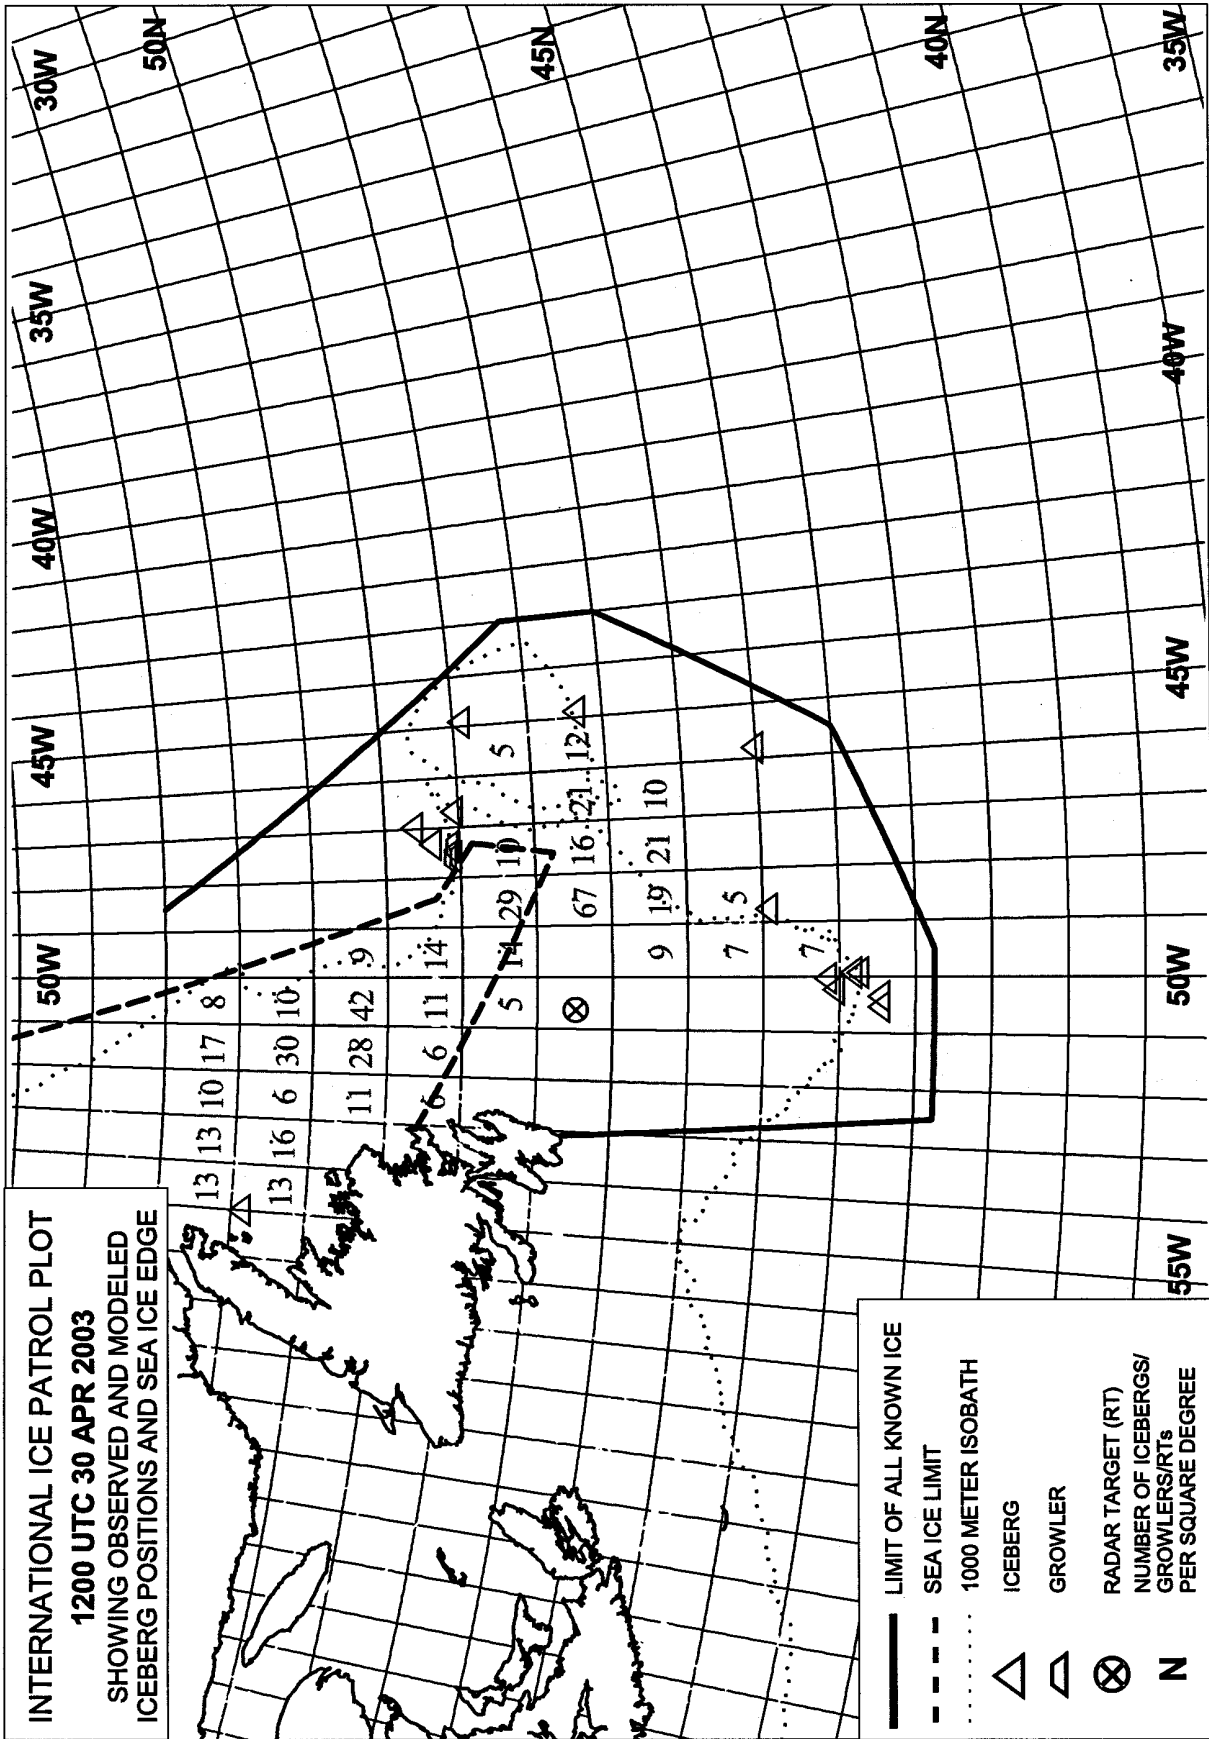 INTERNATIONAL ICE PATROL PLOT
1200 UTC 30 APR 2003
SHOWING OBSERVED AND MODELED
ICEBERG POSITIONS AND SEA ICE EDGE
50W 45W 40W 35W 30W
50N
13 13 10 17 8
13 16 6 30 10
11 28 42 9
6 6 11 14
5 14 29 10 5
45N
67 16 21 12
9 19 21 10
7 5
7
40N
LIMIT OF ALL KNOWN ICE
SEA ICE LIMIT
1000 METER ISOBATH
ICEBERG
GROWLER
RADAR TARGET (RT)
N NUMBER OF ICEBERGS/
GROWLERS/RTs
PER SQUARE DEGREE
55W 50W 45W 40W 35W